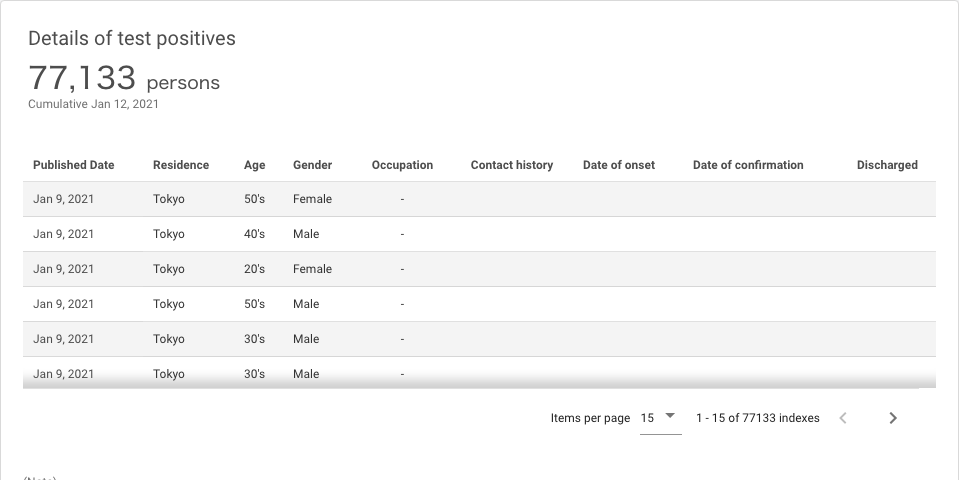 Details of test positives
77,133 persons
Cumulative Jan 12, 2021
Published Date Residence Age Gender Occupation Contact history Date of onset Date of confirmation Discharged
Jan 9, 2021 Tokyo 50's Female -
Jan 9, 2021 Tokyo 40's Male -
Jan 9, 2021 Tokyo 20's Female -
Jan 9, 2021 Tokyo 50's Male -
Jan 9, 2021 Tokyo 30's Male -
Jan 9, 2021 Tokyo 30's Male -
Items per page 15 1 - 15 of 77133 indexes
(Note)